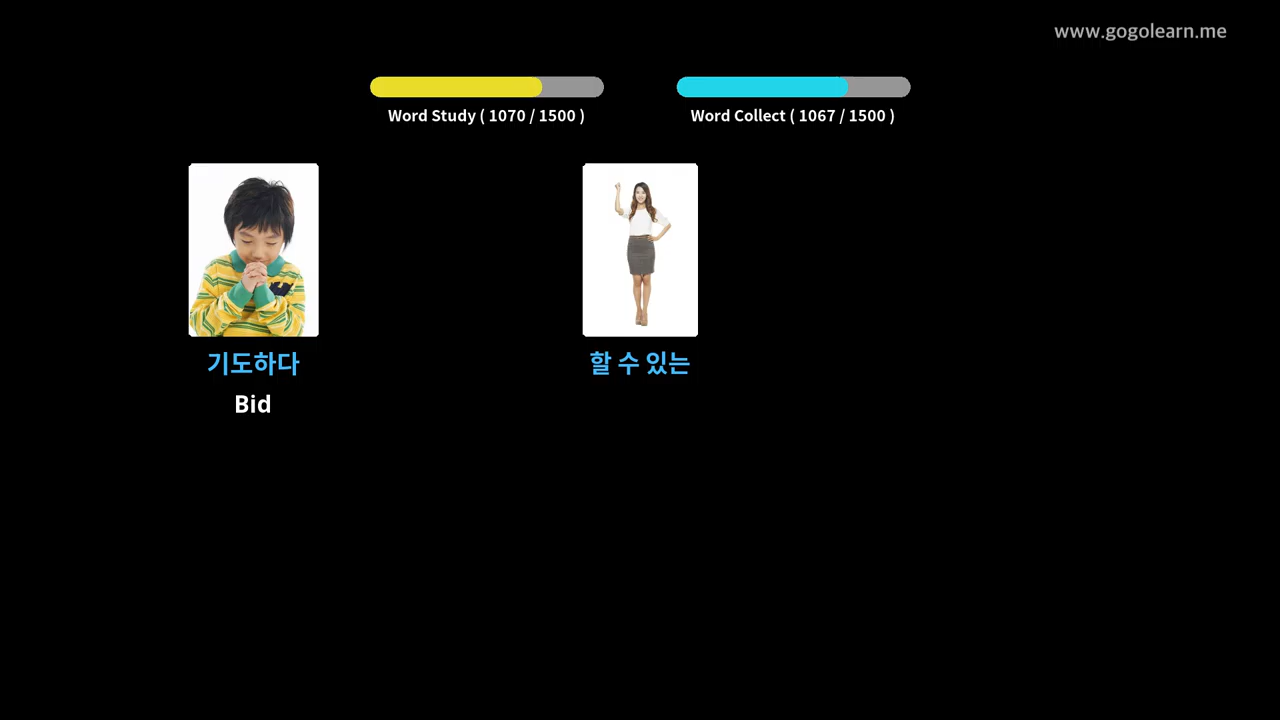 www.gogolearn.me
Word Study ( 1070 / 1500 )
Word Collect ( 1067 / 1500 )
기도하다
할 수 있는
Bid